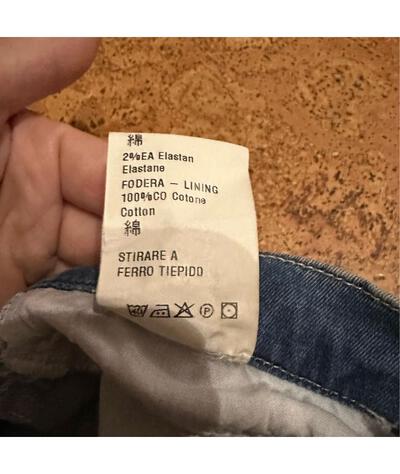 綿
2%EA Elastan
Elastane
FODERA – LINING
100%CO Cotone
Cotton
綿
STIRARE A
FERRO TIEPIDO